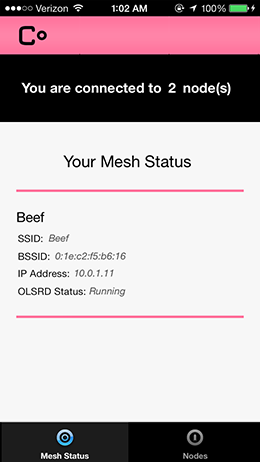 Verizon 1:02 AM 100%
Co
You are connected to 2 node(s)
Your Mesh Status
Beef
SSID: Beef
BSSID: 0:1e:c2:f5:b6:16
IP Address: 10.0.1.11
OLSRD Status: Running
Mesh Status Nodes